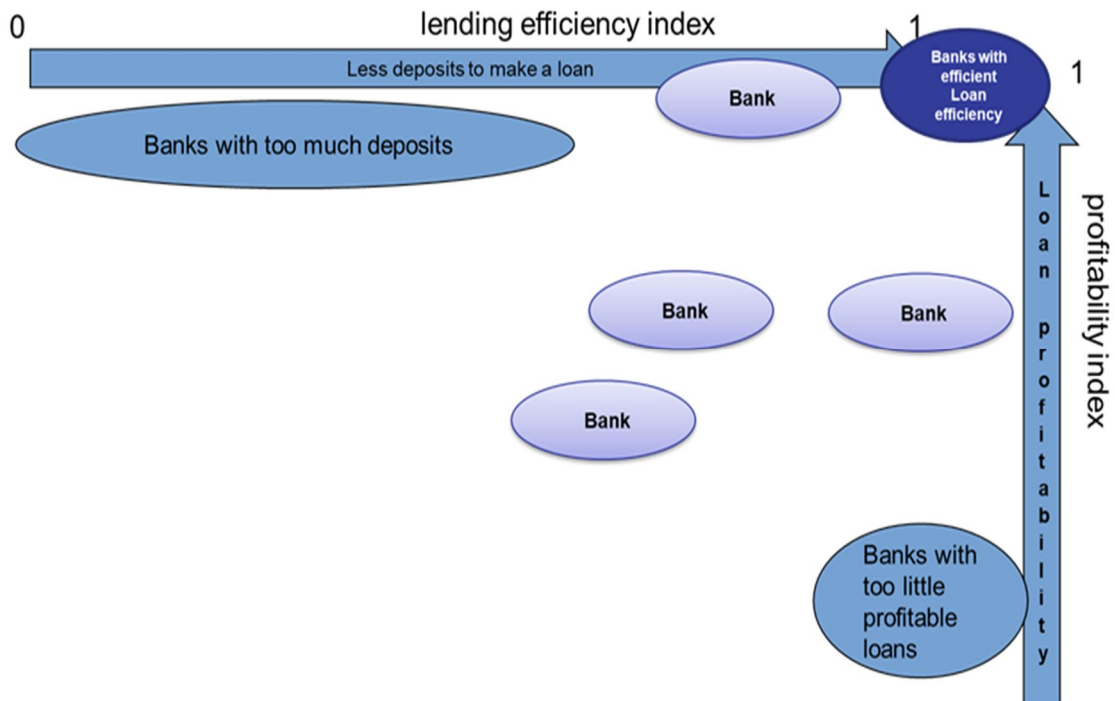 0
lending efficiency index
1
Less deposits to make a loan
Banks with
efficient
Loan
efficiency
1
Bank
Banks with too much deposits
Loan profitability
profitability index
Bank
Bank
Bank
Banks with
too little
profitable
loans